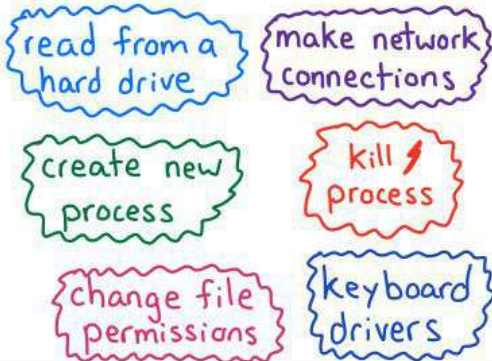 read from a
hard drive
make network
connections
create new
process
kill
process
change file
permissions
keyboard
drivers